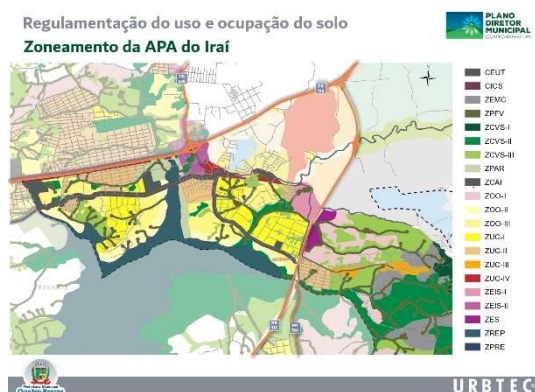 Regulamentação do uso e ocupação do solo
Zoneamento da APA do Iraí
PLANO
DIRETOR
MUNICIPAL
CEUT
CICS
ZEMC
ZPFV
ZCVS-I
ZCVS-II
ZCVS-III
ZPAR
ZCAI
ZOO-I
ZOO-II
ZOO-III
ZUC-I
ZUC-II
ZUC-III
ZUC-IV
ZEIS-I
ZEIS-II
ZES
ZREP
ZPRE
Quatro Barras
URBTEC